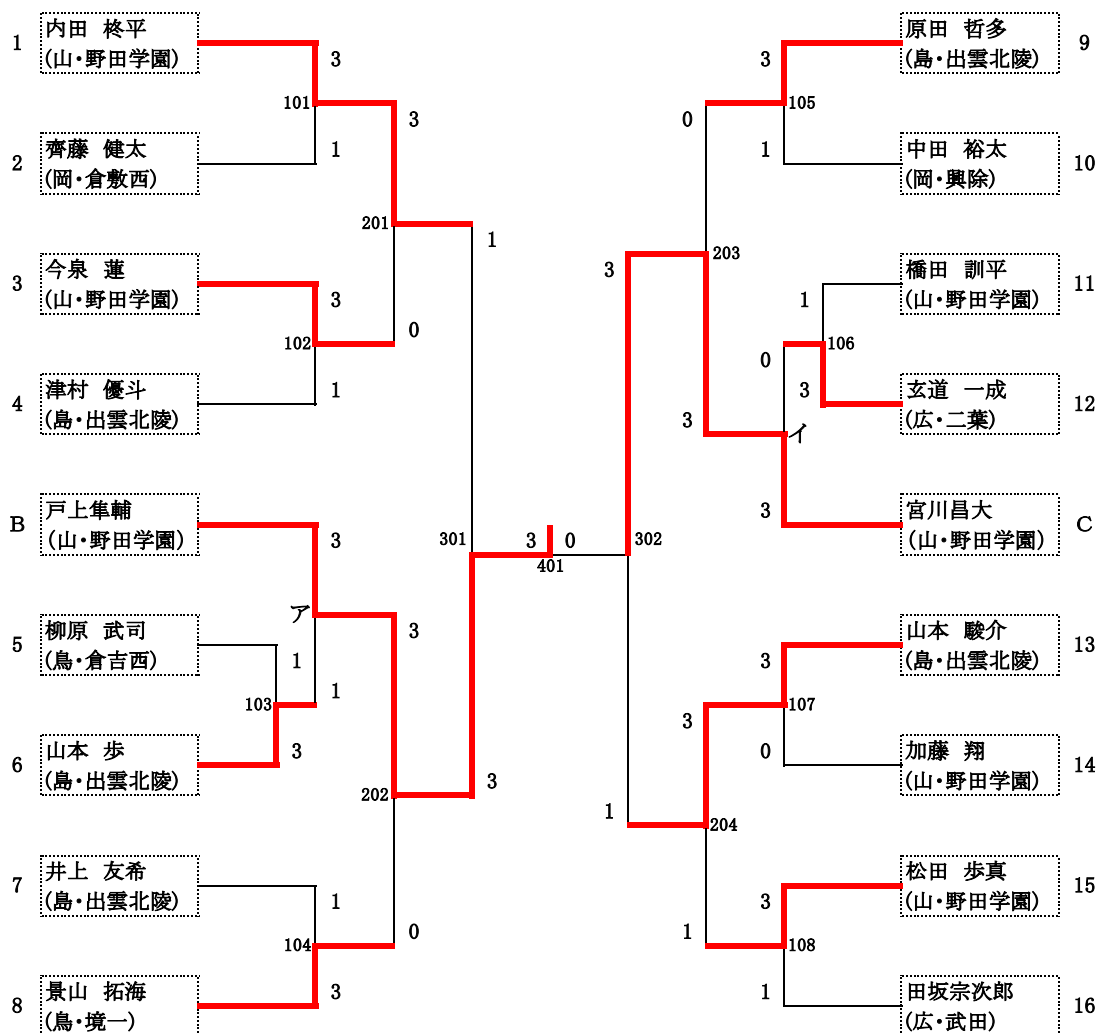 1
内田 柊平
(山・野田学園)
3
101
3
2
齊藤 健太
(岡・倉敷西)
1
201
1
3
今泉 蓮
(山・野田学園)
3
102
0
4
津村 優斗
(島・出雲北陵)
1
B
戸上隼輔
(山・野田学園)
3
ア
301
3
401
0
302
5
柳原 武司
(鳥・倉吉西)
1
103
1
3
6
山本 歩
(島・出雲北陵)
3
202
3
7
井上 友希
(島・出雲北陵)
1
104
0
8
景山 拓海
(鳥・境一)
3
原田 哲多
(島・出雲北陵)
9
3
105
0
中田 裕太
(岡・興除)
10
1
203
3
橋田 訓平
(山・野田学園)
11
1
106
0
玄道 一成
(広・二葉)
12
3
3
イ
宮川昌大
(山・野田学園)
C
3
山本 駿介
(島・出雲北陵)
13
3
107
3
加藤 翔
(山・野田学園)
14
0
1
204
松田 歩真
(山・野田学園)
15
3
108
1
田坂宗次郎
(広・武田)
16
1